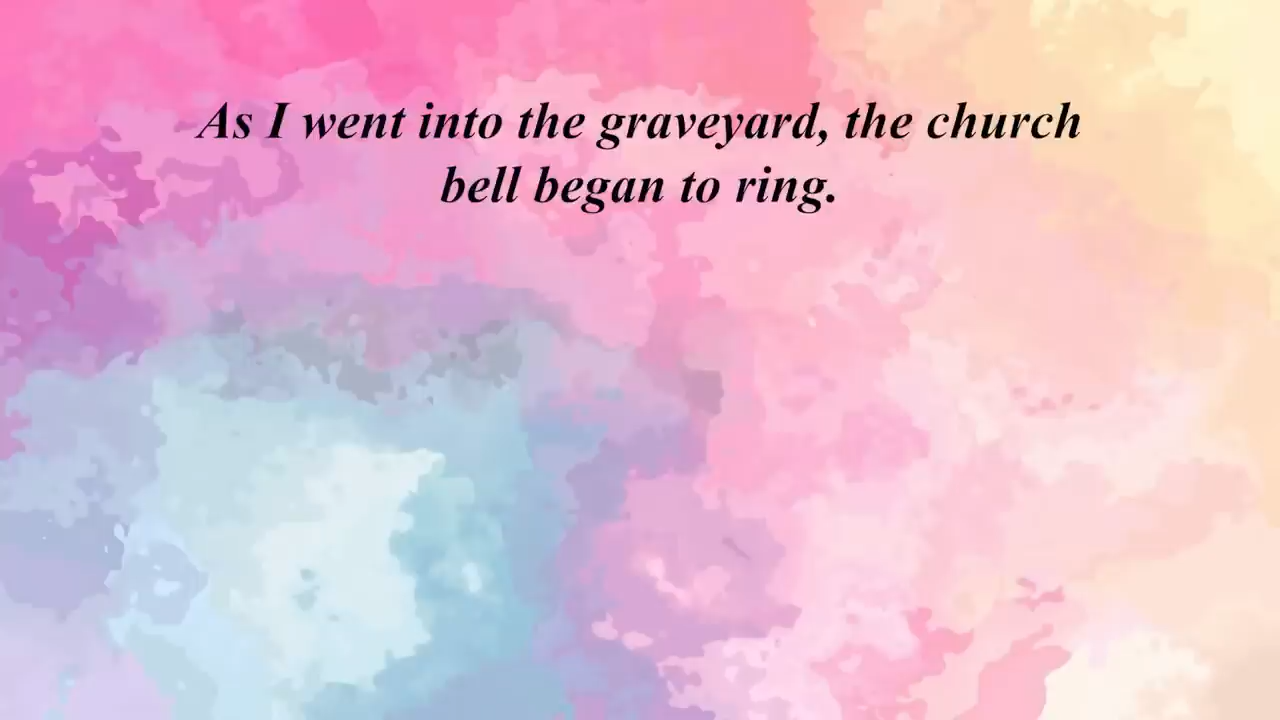 As I went into the graveyard, the church
bell began to ring.